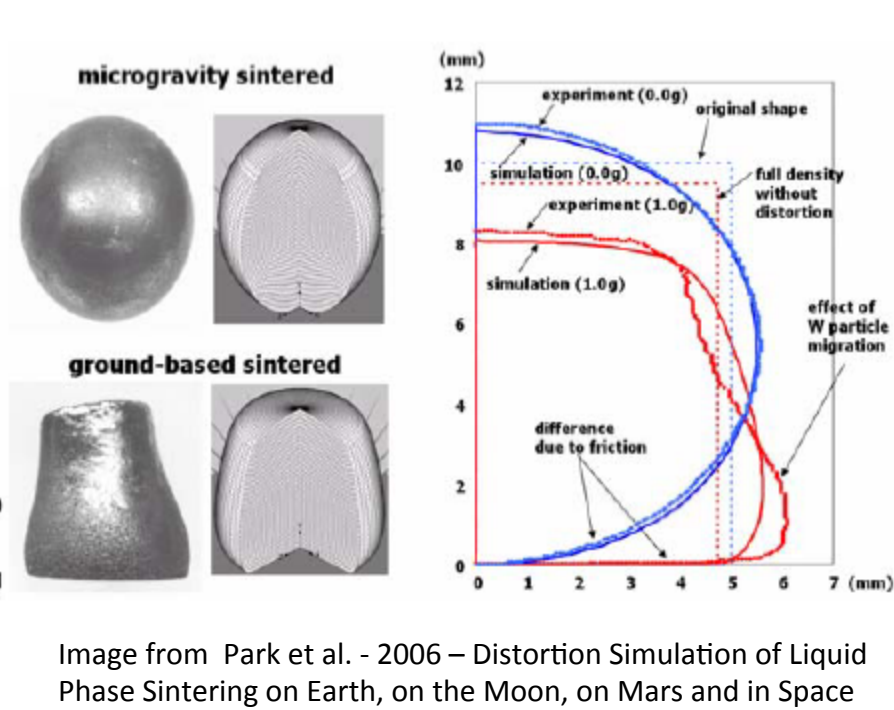 microgravity sintered
ground-based sintered
(mm)
12
experiment (0.0g)
original shape
10
simulation (0.0g)
full density
without
distortion
experiment (1.0g)
8
simulation (1.0g)
effect of
W particle
migration
6
4
difference
due to friction
2
0
0 1 2 3 4 5 6 7 (mm)
Image from Park et al. - 2006 – Distortion Simulation of Liquid
Phase Sintering on Earth, on the Moon, on Mars and in Space